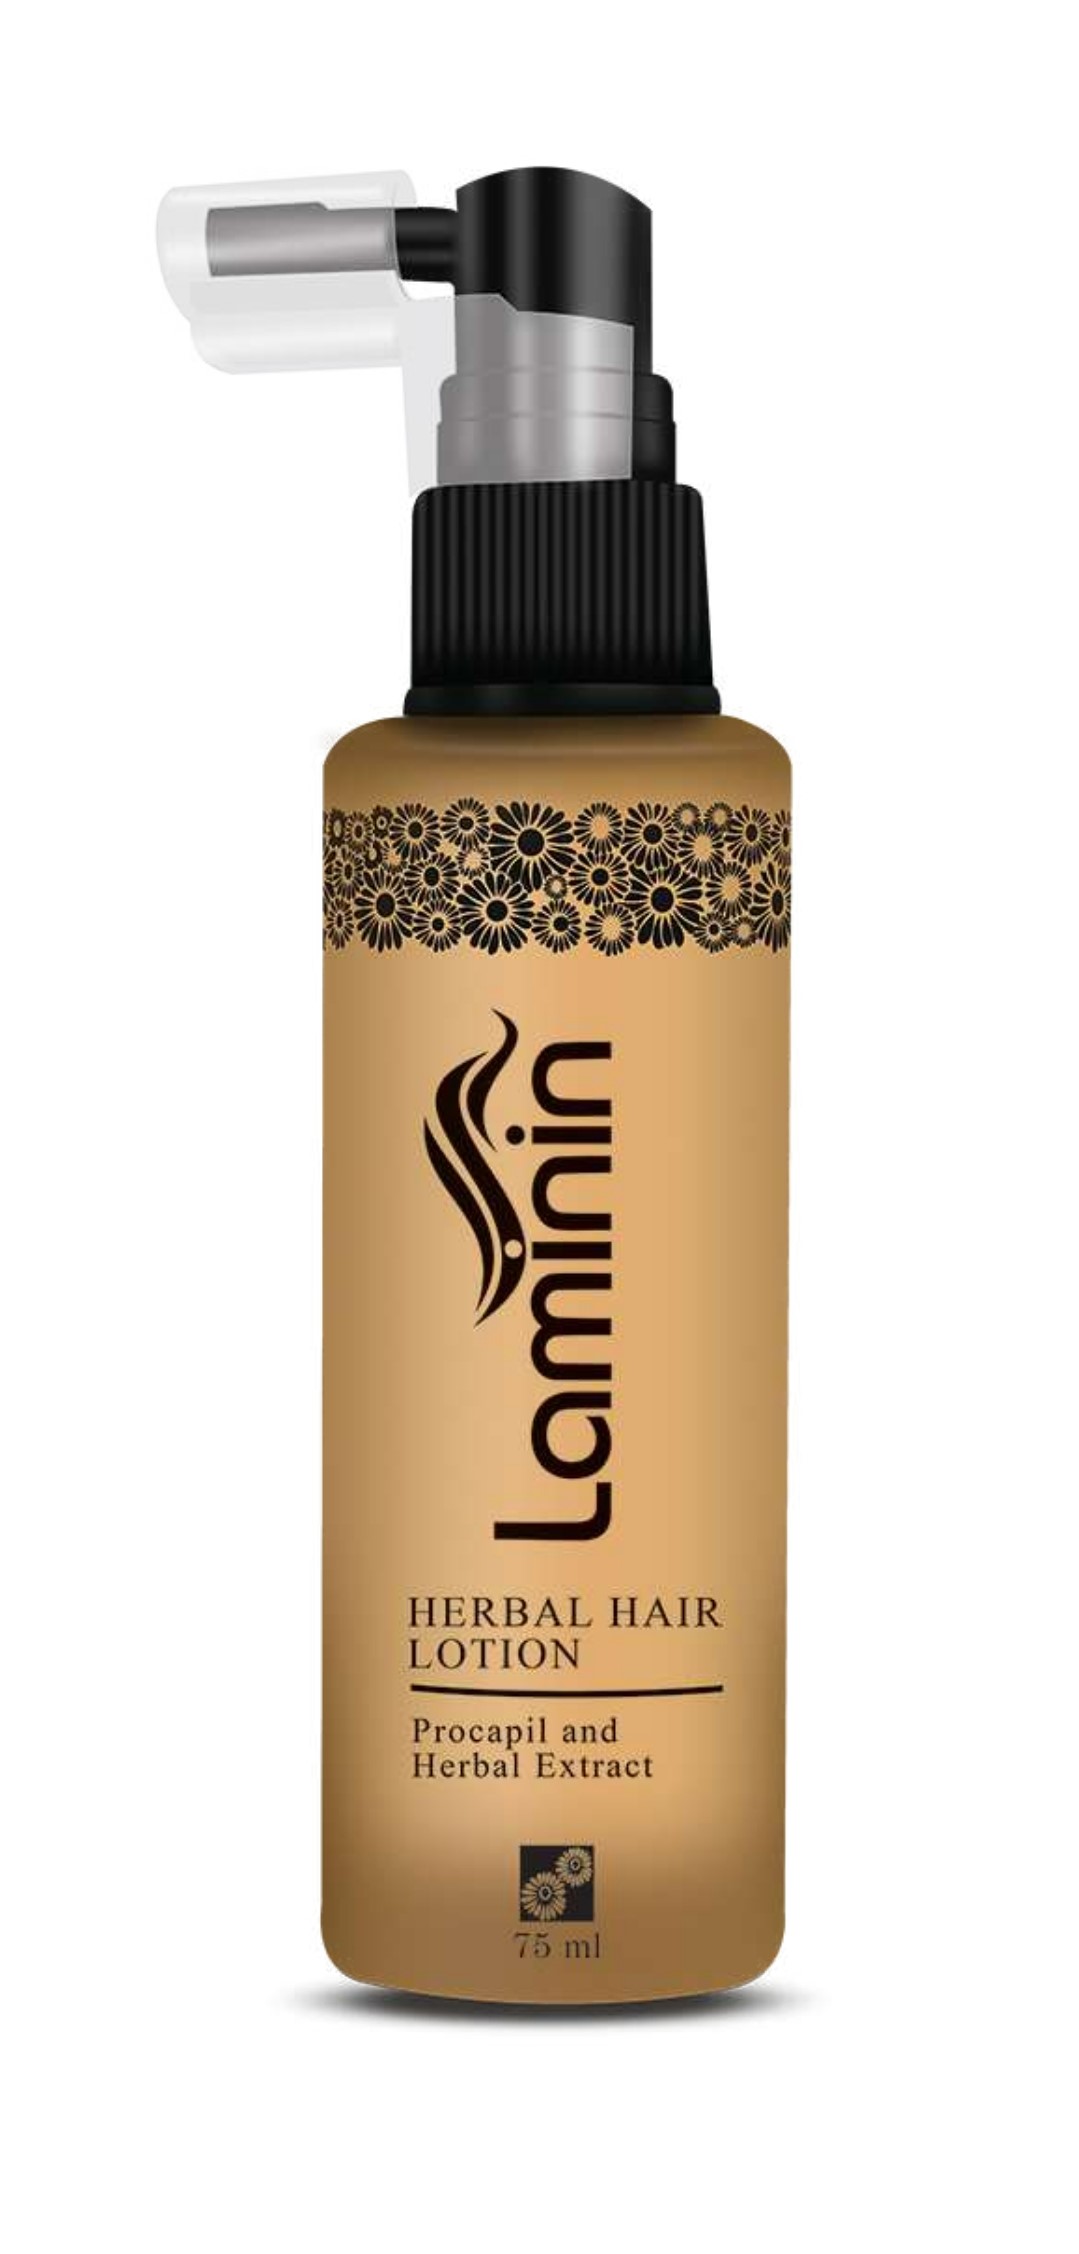 Laminin
HERBAL HAIR
LOTION
Procapil and
Herbal Extract
75 ml